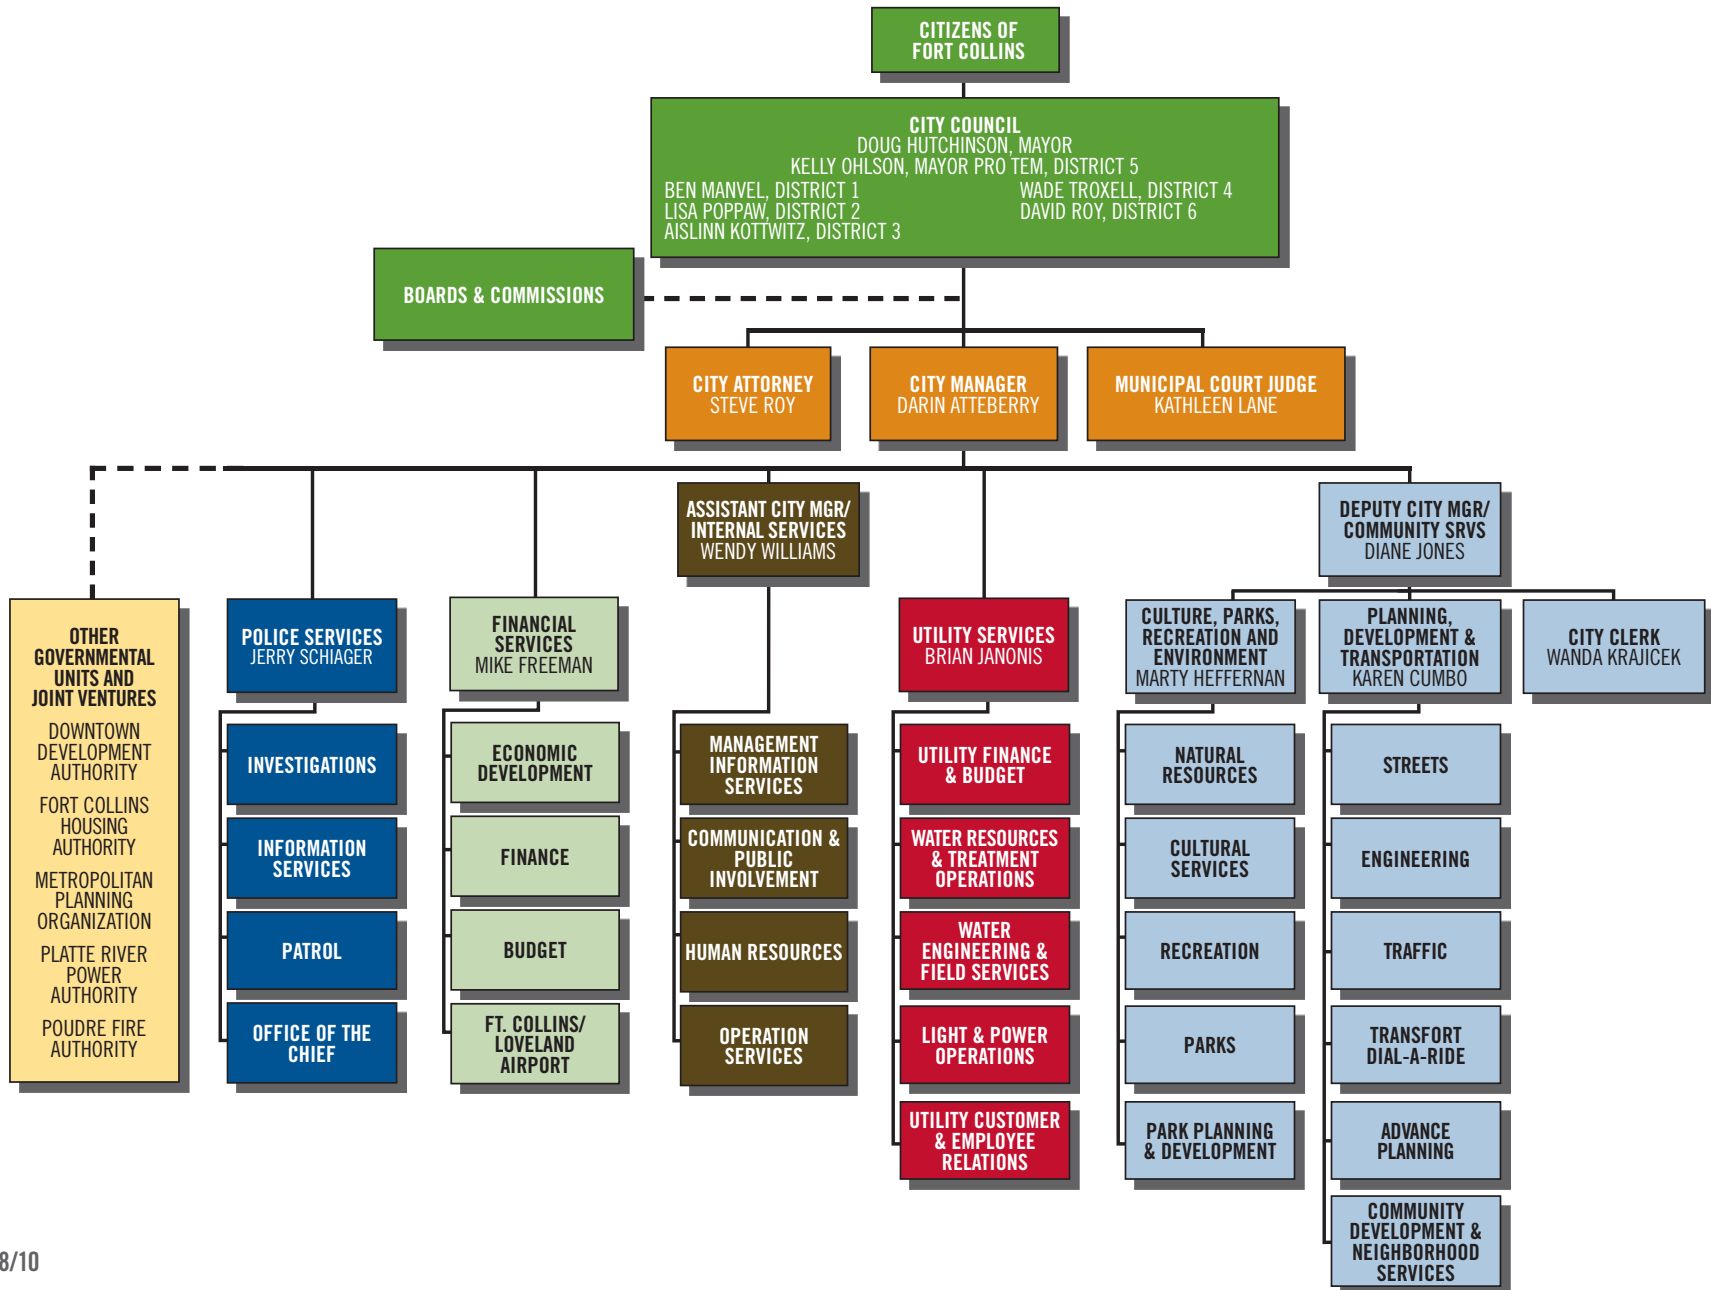 CITIZENS OF
FORT COLLINS
CITY COUNCIL
DOUG HUTCHINSON, MAYOR
KELLY OHLSON, MAYOR PRO TEM, DISTRICT 5
BEN MANVEL, DISTRICT 1
LISA POPPAW, DISTRICT 2
AISLINN KOTTWITZ, DISTRICT 3
WADE TROXELL, DISTRICT 4
DAVID ROY, DISTRICT 6
BOARDS & COMMISSIONS
CITY ATTORNEY
STEVE ROY
CITY MANAGER
DARIN ATTEBERRY
MUNICIPAL COURT JUDGE
KATHLEEN LANE
ASSISTANT CITY MGR/
INTERNAL SERVICES
WENDY WILLIAMS
DEPUTY CITY MGR/
COMMUNITY SRVS
DIANE JONES
OTHER
GOVERNMENTAL
UNITS AND
JOINT VENTURES
DOWNTOWN
DEVELOPMENT
AUTHORITY
FORT COLLINS
HOUSING
AUTHORITY
METROPOLITAN
PLANNING
ORGANIZATION
PLATTE RIVER
POWER
AUTHORITY
POUDRE FIRE
AUTHORITY
POLICE SERVICES
JERRY SCHIAGER
INVESTIGATIONS
INFORMATION
SERVICES
PATROL
OFFICE OF THE
CHIEF
FINANCIAL
SERVICES
MIKE FREEMAN
ECONOMIC
DEVELOPMENT
FINANCE
BUDGET
FT. COLLINS/
LOVELAND
AIRPORT
MANAGEMENT
INFORMATION
SERVICES
COMMUNICATION &
PUBLIC
INVOLVEMENT
HUMAN RESOURCES
OPERATION
SERVICES
UTILITY SERVICES
BRIAN JANONIS
UTILITY FINANCE
& BUDGET
WATER RESOURCES
& TREATMENT
OPERATIONS
WATER
ENGINEERING &
FIELD SERVICES
LIGHT & POWER
OPERATIONS
UTILITY CUSTOMER
& EMPLOYEE
RELATIONS
CULTURE, PARKS,
RECREATION AND
ENVIRONMENT
MARTY HEFFERNAN
NATURAL
RESOURCES
CULTURAL
SERVICES
RECREATION
PARKS
PARK PLANNING
& DEVELOPMENT
PLANNING,
DEVELOPMENT &
TRANSPORTATION
KAREN CUMBO
STREETS
ENGINEERING
TRAFFIC
TRANSFORT
DIAL-A-RIDE
ADVANCE
PLANNING
COMMUNITY
DEVELOPMENT &
NEIGHBORHOOD
SERVICES
CITY CLERK
WANDA KRAJICEK
8/10